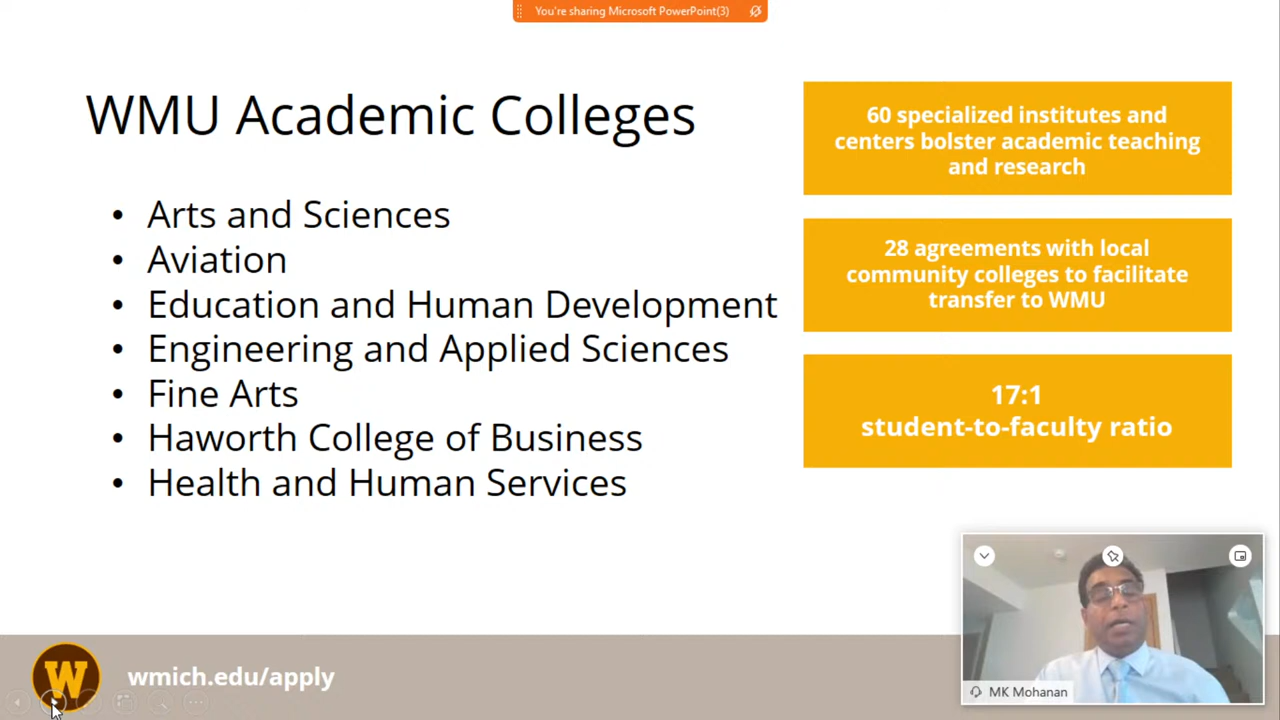 You're sharing Microsoft PowerPoint(3)
WMU Academic Colleges
• Arts and Sciences
• Aviation
• Education and Human Development
• Engineering and Applied Sciences
• Fine Arts
• Haworth College of Business
• Health and Human Services
60 specialized institutes and
centers bolster academic teaching
and research
28 agreements with local
community colleges to facilitate
transfer to WMU
17:1
student-to-faculty ratio
W
wmich.edu/apply
MK Mohanan